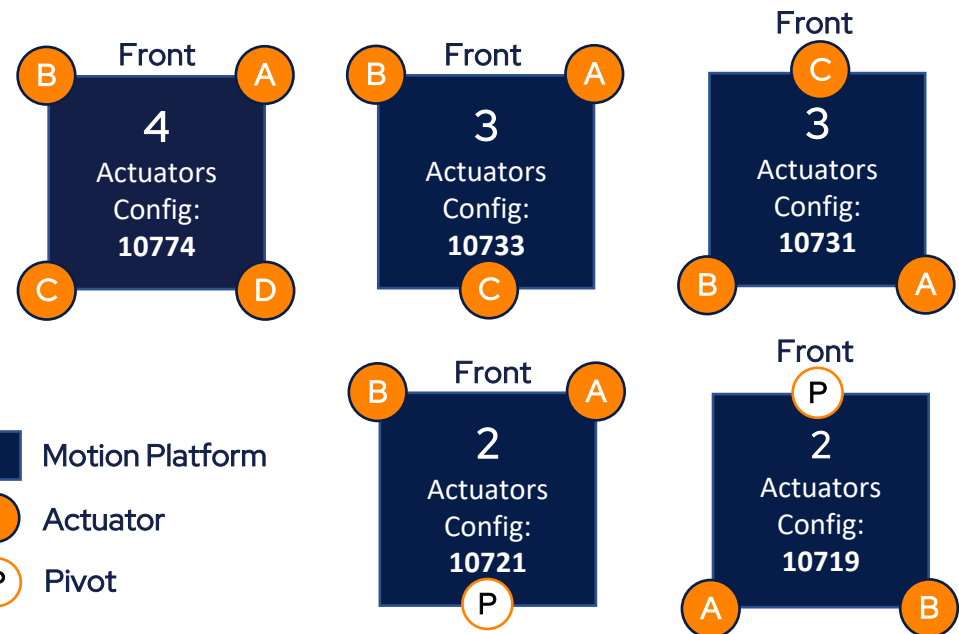 Front
B
A
4
Actuators
Config:
10774
C
D
Front
B
A
3
Actuators
Config:
10733
C
Front
C
3
Actuators
Config:
10731
B
A
Front
B
A
2
Actuators
Config:
10721
P
Front
P
2
Actuators
Config:
10719
A
B
Motion Platform
Actuator
P Pivot